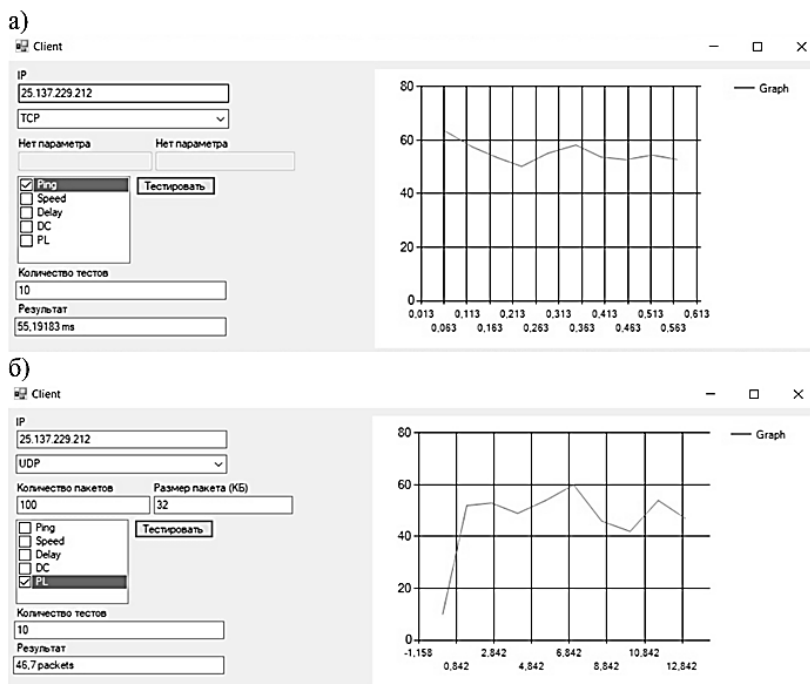 а)
Client
IP
25.137.229.212
TCP
Нет параметра Нет параметра
Ping
Speed
Delay
DC
PL
Тестировать
Количество тестов
10
Результат
55,19183 ms
80
60
40
20
0
0,013 0,113 0,213 0,313 0,413 0,513 0,613
0,063 0,163 0,263 0,363 0,463 0,563
Graph
б)
Client
IP
25.137.229.212
UDP
Количество пакетов Размер пакета (КБ)
100 32
Ping
Speed
Delay
DC
PL
Тестировать
Количество тестов
10
Результат
46,7 packets
80
60
40
20
0
-1,158 2,842 6,842 10,842
0,842 4,842 8,842 12,842
Graph